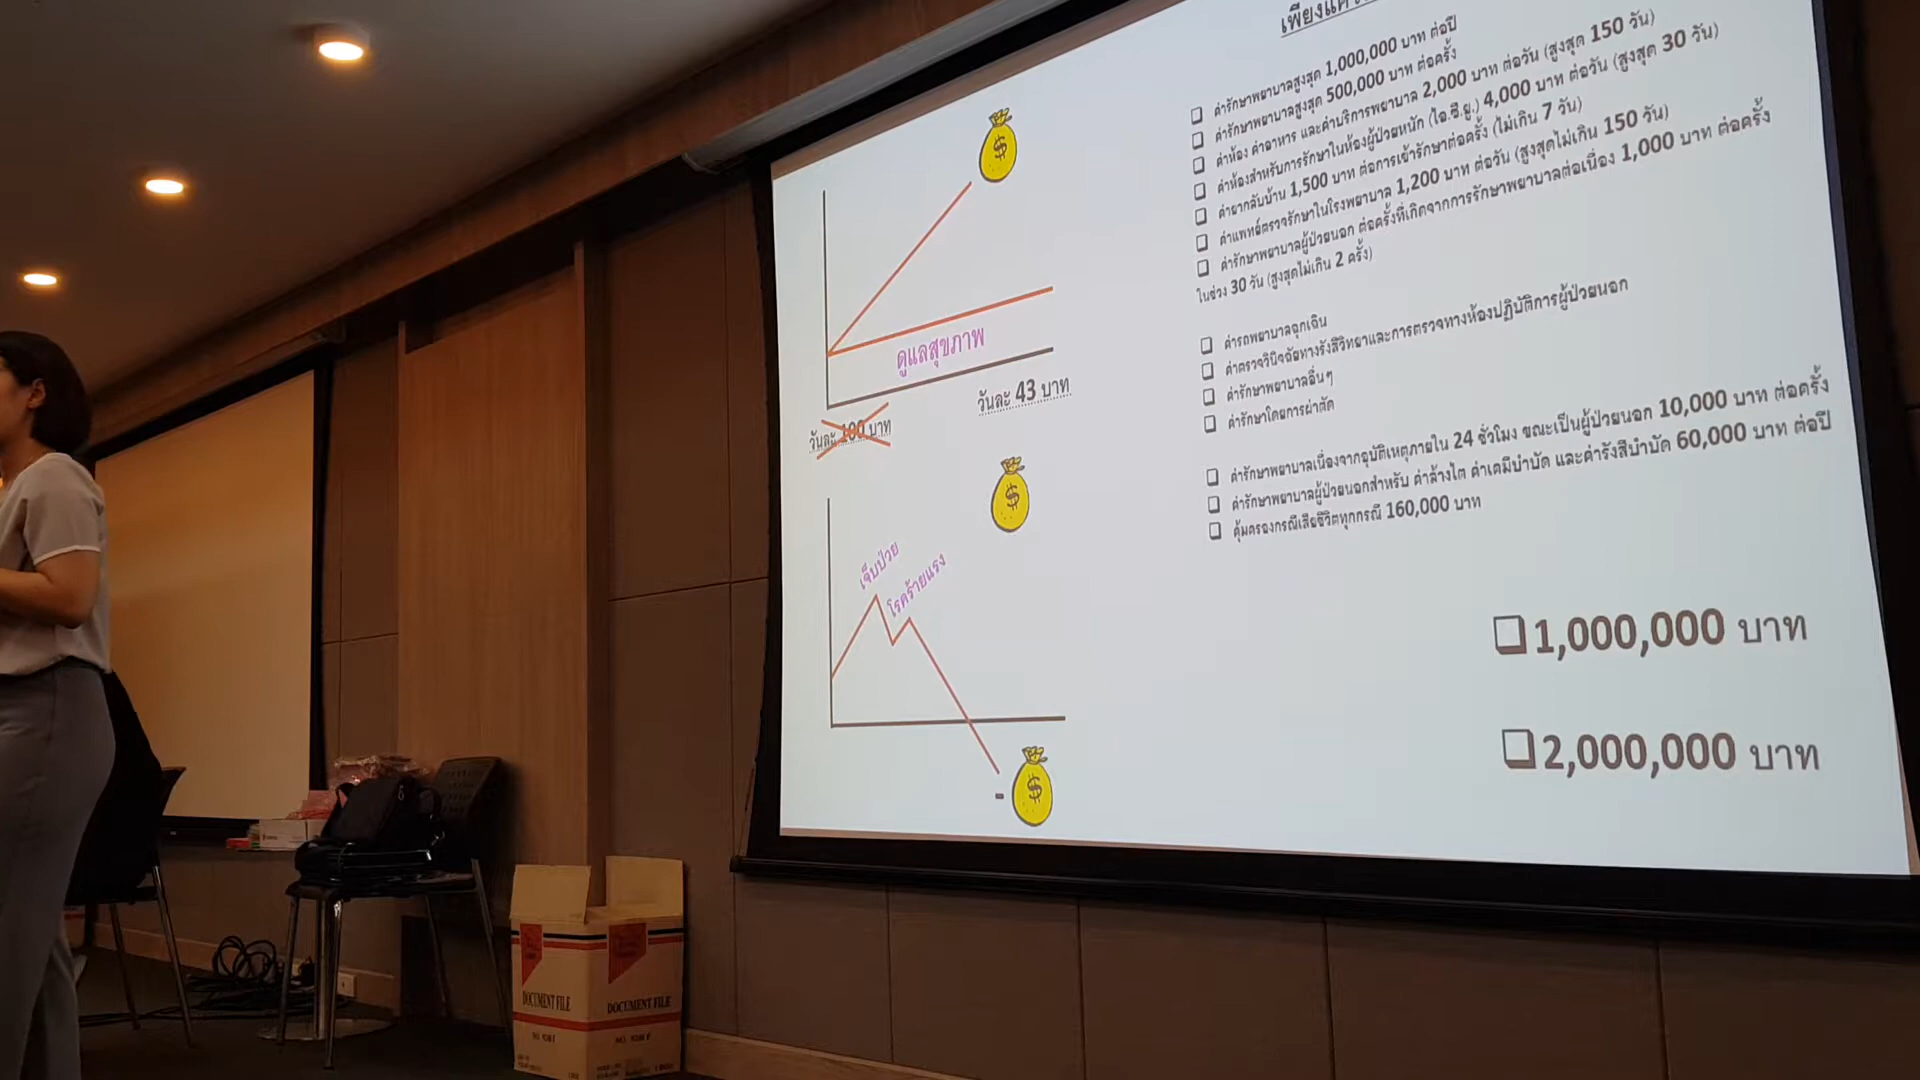 ดูแลสุขภาพ
วันละ 43 บาท
วันละ 100 บาท
เจ็บป่วย
โรคร้ายแรง
-
ค่ารักษาพยาบาลสูงสุด 1,000,000 บาท ต่อปี
ค่ารักษาพยาบาลสูงสุด 500,000 บาท ต่อครั้ง
ค่าห้อง ค่าอาหาร และค่าบริการพยาบาล 2,000 บาท ต่อวัน (สูงสุด 150 วัน)
ค่าห้องสำหรับการรักษาในห้องผู้ป่วยหนัก (ไอ.ซี.ยู.) 4,000 บาท ต่อวัน (สูงสุด 30 วัน)
ค่ายากลับบ้าน 1,500 บาท ต่อการเข้ารักษาต่อครั้ง (ไม่เกิน 7 วัน)
ค่าแพทย์ตรวจรักษาในโรงพยาบาล 1,200 บาท ต่อวัน (สูงสุดไม่เกิน 150 วัน)
ค่ารักษาพยาบาลผู้ป่วยนอก ต่อครั้งที่เกิดจากการรักษาพยาบาลต่อเนื่อง 1,000 บาท ต่อครั้ง
ในช่วง 30 วัน (สูงสุดไม่เกิน 2 ครั้ง)
ค่ารถพยาบาลฉุกเฉิน
ค่าตรวจวินิจฉัยทางรังสีวิทยาและการตรวจทางห้องปฏิบัติการผู้ป่วยนอก
ค่ารักษาพยาบาลอื่นๆ
ค่ารักษาโดยการผ่าตัด
ค่ารักษาพยาบาลเนื่องจากอุบัติเหตุภายใน 24 ชั่วโมง ขณะเป็นผู้ป่วยนอก 10,000 บาท ต่อครั้ง
ค่ารักษาพยาบาลผู้ป่วยนอกสำหรับ ค่าล้างไต ค่าเคมีบำบัด และค่ารังสีบำบัด 60,000 บาท ต่อปี
คุ้มครองกรณีเสียชีวิตทุกกรณี 160,000 บาท
1,000,000 บาท
2,000,000 บาท
DOCUMENT FILE
DOCUMENT FILE